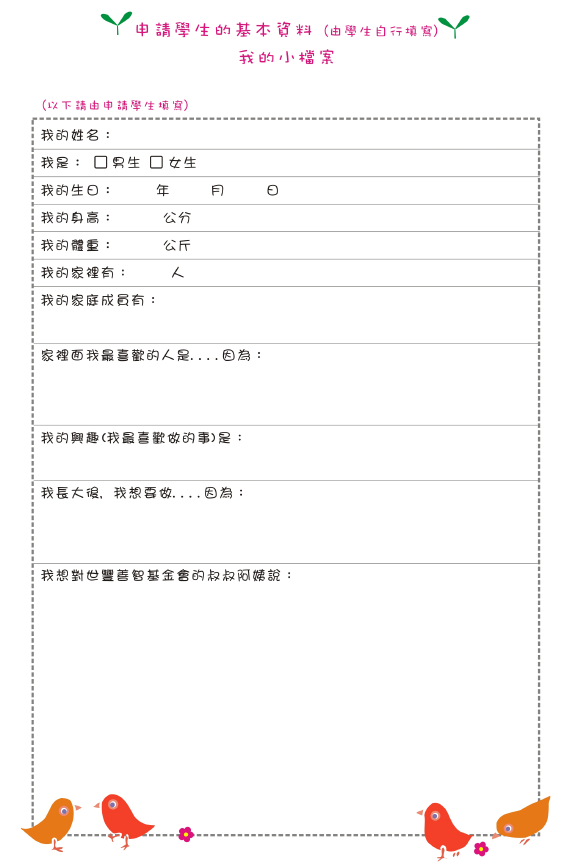 申請學生的基本資料 (由學生自行填寫)
我的小檔案
(以下請由申請學生填寫)
我的姓名：
我是： □男生 □女生
我的生日： 年 月 日
我的身高： 公分
我的體重： 公斤
我的家裡有： 人
我的家庭成員有：
家裡面我最喜歡的人是....因為：
我的興趣(我最喜歡做的事)是：
我長大後, 我想要做....因為：
我想對世豐善智基金會的叔叔阿姨說：